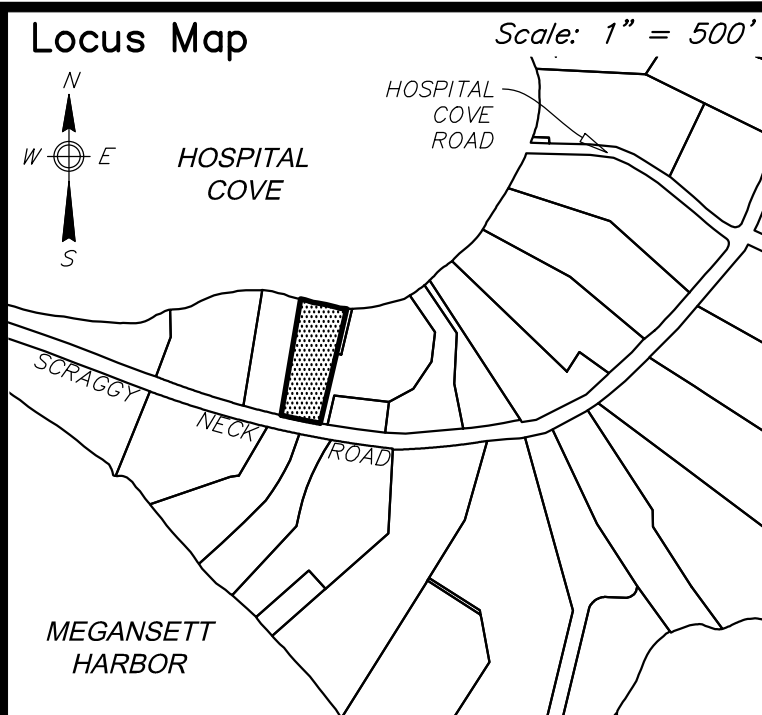 Locus Map
Scale: 1" = 500'
N
W E
S
HOSPITAL
COVE
HOSPITAL
COVE
ROAD
SCRAGGY
NECK
ROAD
MEGANSETT
HARBOR